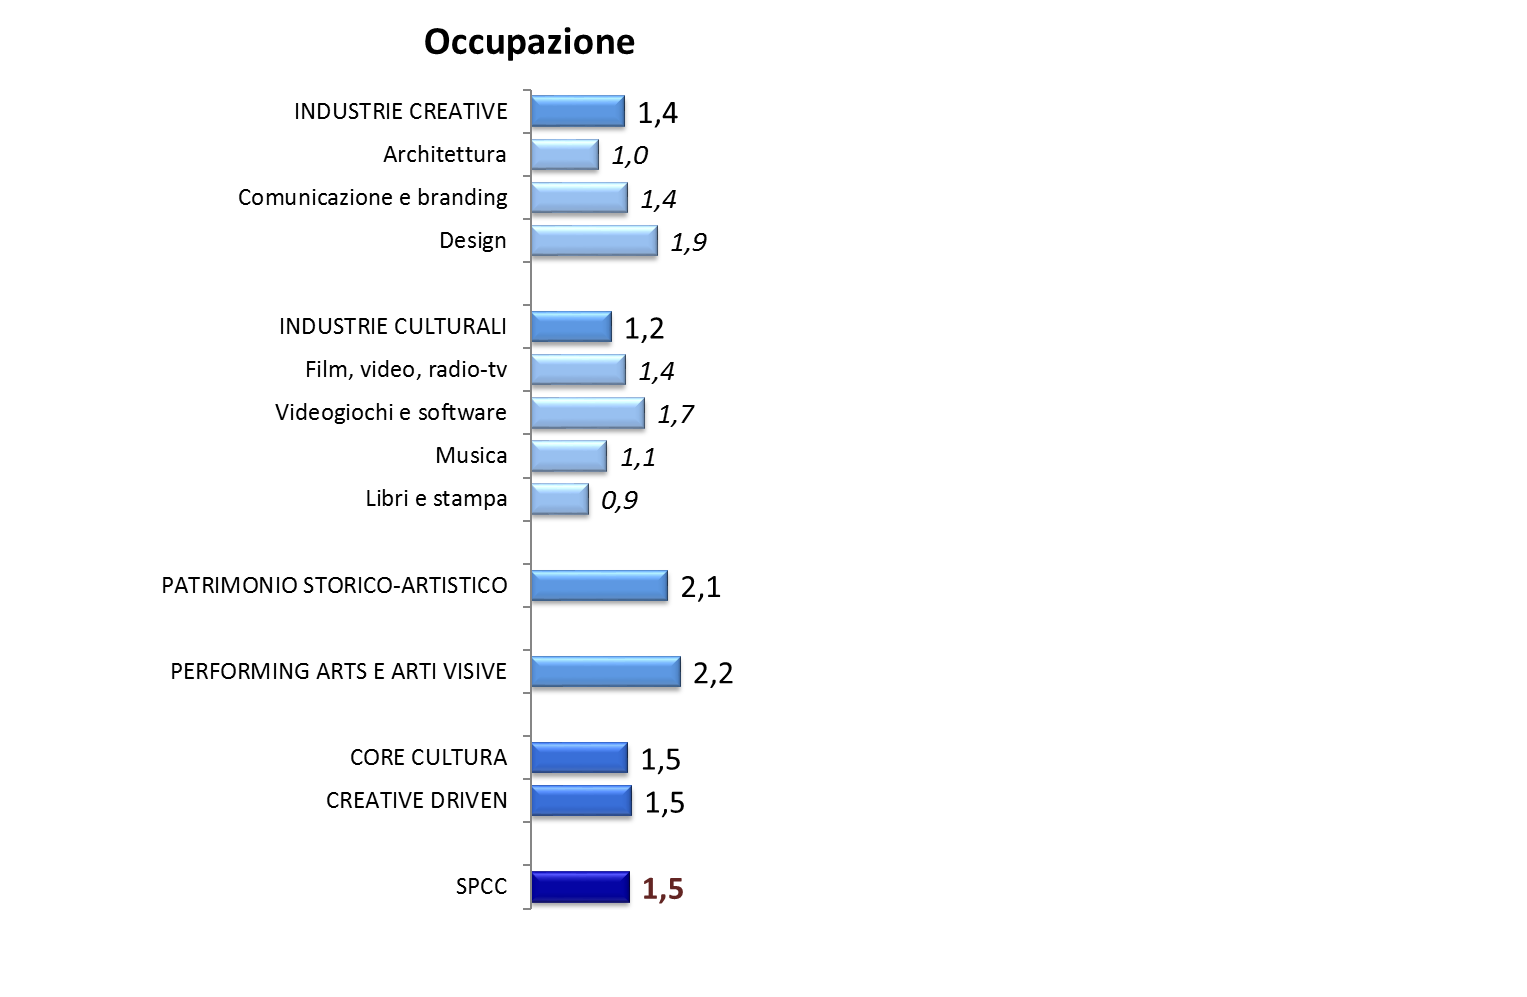 Occupazione
INDUSTRIE CREATIVE 1,4
Architettura 1,0
Comunicazione e branding 1,4
Design 1,9
INDUSTRIE CULTURALI 1,2
Film, video, radio-tv 1,4
Videogiochi e software 1,7
Musica 1,1
Libri e stampa 0,9
PATRIMONIO STORICO-ARTISTICO 2,1
PERFORMING ARTS E ARTI VISIVE 2,2
CORE CULTURA 1,5
CREATIVE DRIVEN 1,5
SPCC 1,5